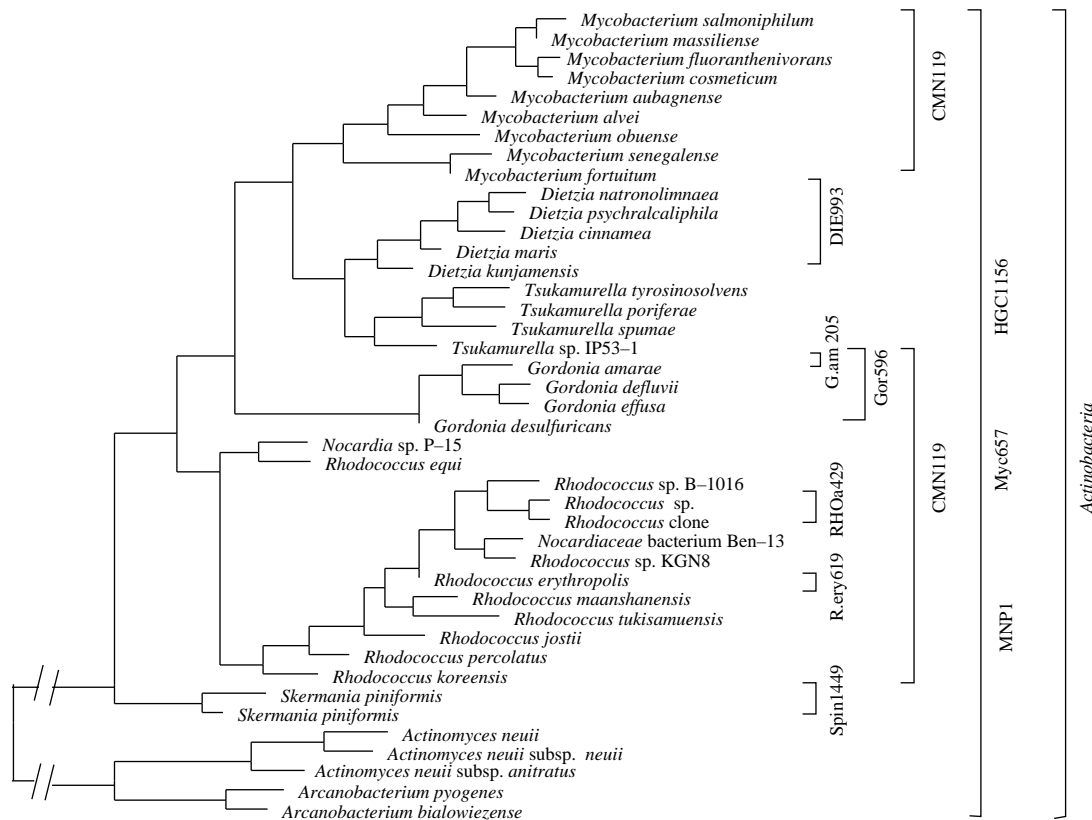 Mycobacterium salmoniphilum
Mycobacterium massiliense
Mycobacterium fluoranthenivorans
Mycobacterium cosmeticum
Mycobacterium aubagnense
Mycobacterium alvei
Mycobacterium obuense
Mycobacterium senegalense
Mycobacterium fortuitum
Dietzia natronolimnaea
Dietzia psychralcaliphila
Dietzia cinnamea
Dietzia maris
Dietzia kunjamensis
Tsukamurella tyrosinosolvens
Tsukamurella poriferae
Tsukamurella spumae
Tsukamurella sp. IP53–1
Gordonia amarae
Gordonia defluvii
Gordonia effusa
Gordonia desulfuricans
Nocardia sp. P–15
Rhodococcus equi
Rhodococcus sp. B–1016
Rhodococcus sp.
Rhodococcus clone
Nocardiaceae bacterium Ben–13
Rhodococcus sp. KGN8
Rhodococcus erythropolis
Rhodococcus maanshanensis
Rhodococcus tukisamuensis
Rhodococcus jostii
Rhodococcus percolatus
Rhodococcus koreensis
Skermania piniformis
Skermania piniformis
Actinomyces neuii
Actinomyces neuii subsp. neuii
Actinomyces neuii subsp. anitratus
Arcanobacterium pyogenes
Arcanobacterium bialowiezense
DIE993
G.am 205
Gor596
RHOa429
R.ery619
Spin1449
CMN119
CMN119
HGC1156
Myc657
MNP1
Actinobacteria